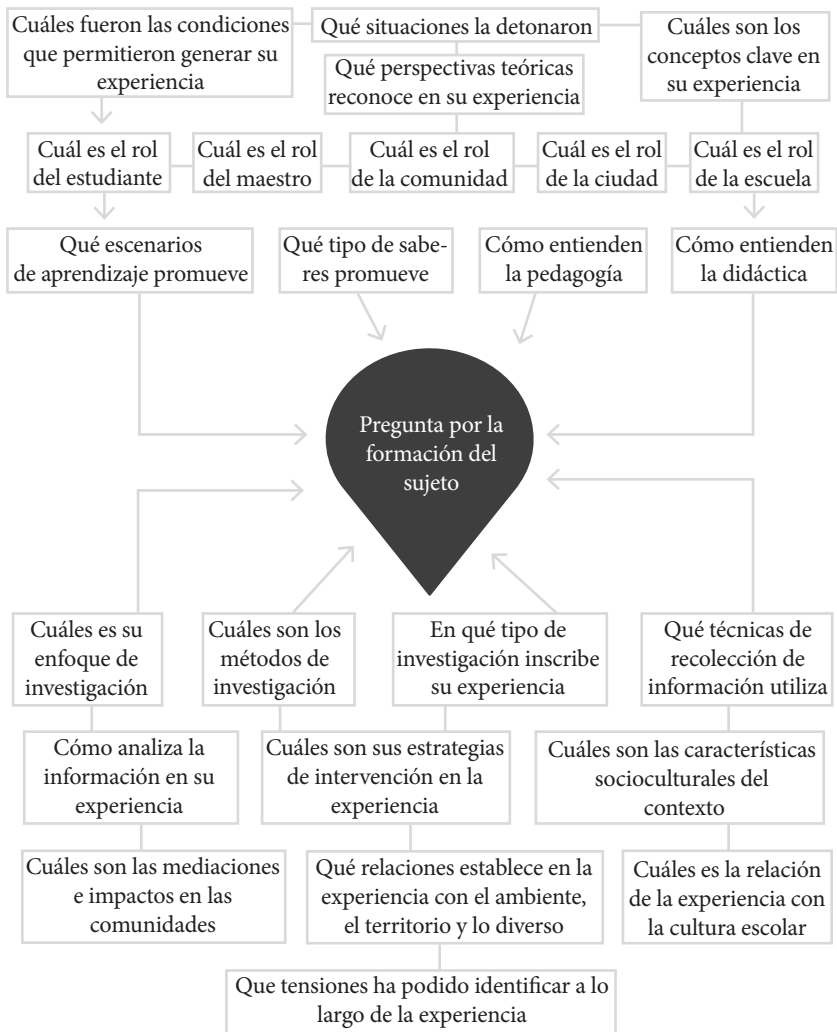 Cuáles fueron las condiciones
que permitieron generar su
experiencia
Qué situaciones la detonaron
Cuáles son los
conceptos clave en
su experiencia
Qué perspectivas teóricas
reconoce en su experiencia
Cuál es el rol
del estudiante
Cuál es el rol
del maestro
Cuál es el rol
de la comunidad
Cuál es el rol
de la ciudad
Cuál es el rol
de la escuela
Qué escenarios
de aprendizaje promueve
Qué tipo de sabe-
res promueve
Cómo entienden
la pedagogía
Cómo entienden
la didáctica
Pregunta por la
formación del
sujeto
Cuáles es su
enfoque de
investigación
Cuáles son los
métodos de
investigación
En qué tipo de
investigación inscribe
su experiencia
Qué técnicas de
recolección de
información utiliza
Cómo analiza la
información en su
experiencia
Cuáles son sus estrategias
de intervención en la
experiencia
Cuáles son las características
socioculturales del
contexto
Cuáles son las mediaciones
e impactos en las
comunidades
Qué relaciones establece en la
experiencia con el ambiente,
el territorio y lo diverso
Cuáles es la relación
de la experiencia con
la cultura escolar
Que tensiones ha podido identificar a lo
largo de la experiencia